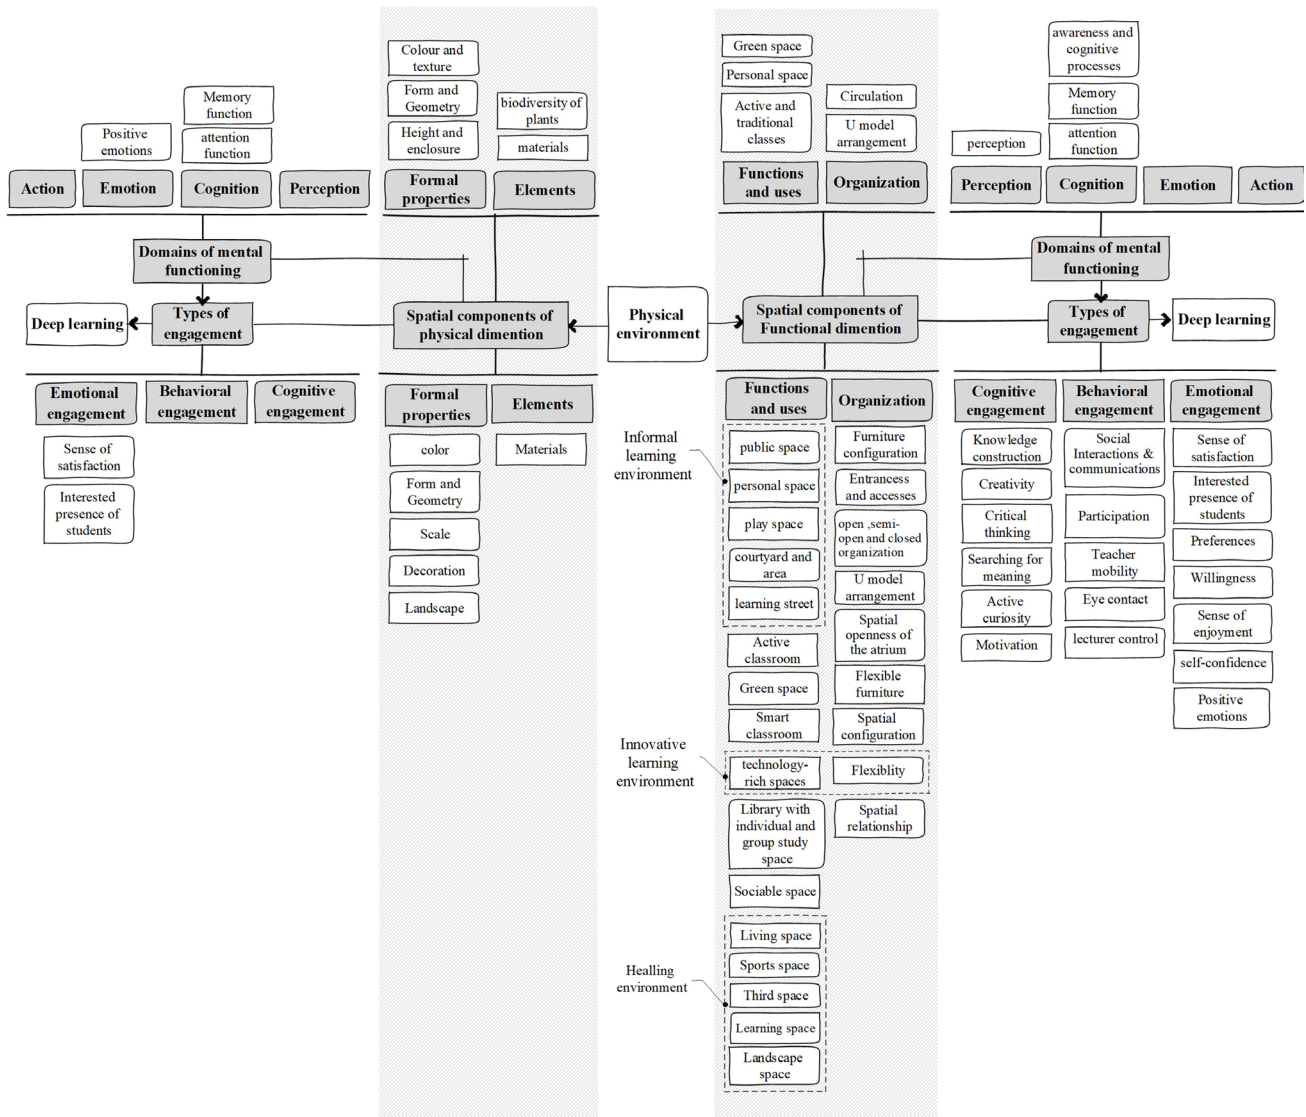 Colour and
texture
Form and
Geometry
Height and
enclosure
biodiversity of
plants
materials
Memory
function
attention
function
Positive
emotions
Action
Emotion
Cognition
Perception
Formal
properties
Elements
Green space
Personal space
Active and
traditional
classes
Circulation
U model
arrangement
Functions
and uses
Organization
awareness and
cognitive
processes
Memory
function
attention
function
perception
Perception
Cognition
Emotion
Action
Domains of mental
functioning
Deep learning
Types of
engagement
Spatial components of
physical dimention
Physical
environment
Spatial components of
Functional dimention
Domains of mental
functioning
Types of
engagement
Deep learning
Emotional
engagement
Behavioral
engagement
Cognitive
engagement
Sense of
satisfaction
Interested
presence of
students
Formal
properties
Elements
color
Form and
Geometry
Scale
Decoration
Landscape
Materials
Informal
learning
environment
Innovative
learning
environment
Healling
environment
Functions
and uses
public space
personal space
play space
courtyard and
area
learning street
Active
classroom
Green space
Smart
classroom
technology-
rich spaces
Library with
individual and
group study
space
Sociable space
Living space
Sports space
Third space
Learning space
Landscape
space
Organization
Furniture
configuration
Entrancess
and accesses
open ,semi-
open and closed
organization
U model
arrangement
Spatial
openness of
the atrium
Flexible
furniture
Spatial
configuration
Flexiblity
Spatial
relationship
Cognitive
engagement
Knowledge
construction
Creativity
Critical
thinking
Searching for
meaning
Active
curiosity
Motivation
Behavioral
engagement
Social
Interactions &
communications
Participation
Teacher
mobility
Eye contact
lecturer control
Emotional
engagement
Sense of
satisfaction
Interested
presence of
students
Preferences
Willingness
Sense of
enjoyment
self-confidence
Positive
emotions